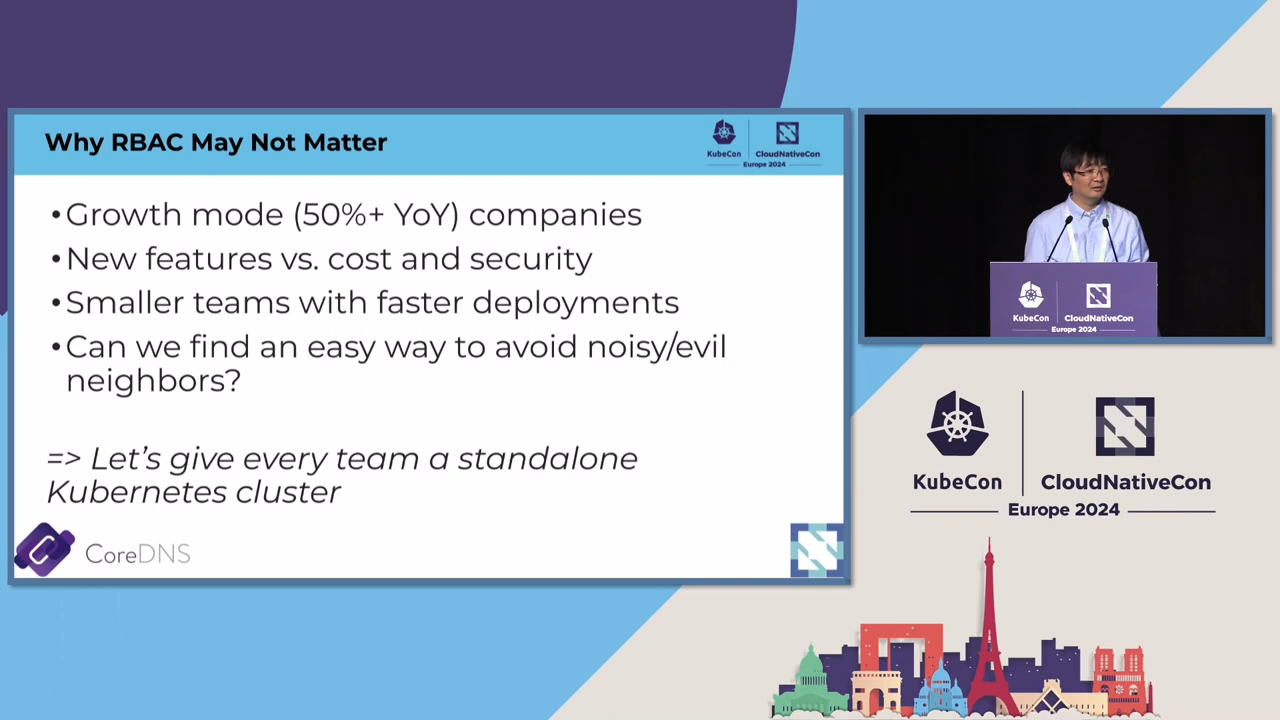 Why RBAC May Not Matter
KubeCon
CloudNativeCon
Europe 2024
•Growth mode (50%+ YoY) companies
•New features vs. cost and security
•Smaller teams with faster deployments
•Can we find an easy way to avoid noisy/evil
neighbors?
=> Let's give every team a standalone
Kubernetes cluster
CoreDNS
KubeCon
CloudNativeCon
Europe 2024
KubeCon
CloudNativeCon
Europe 2024